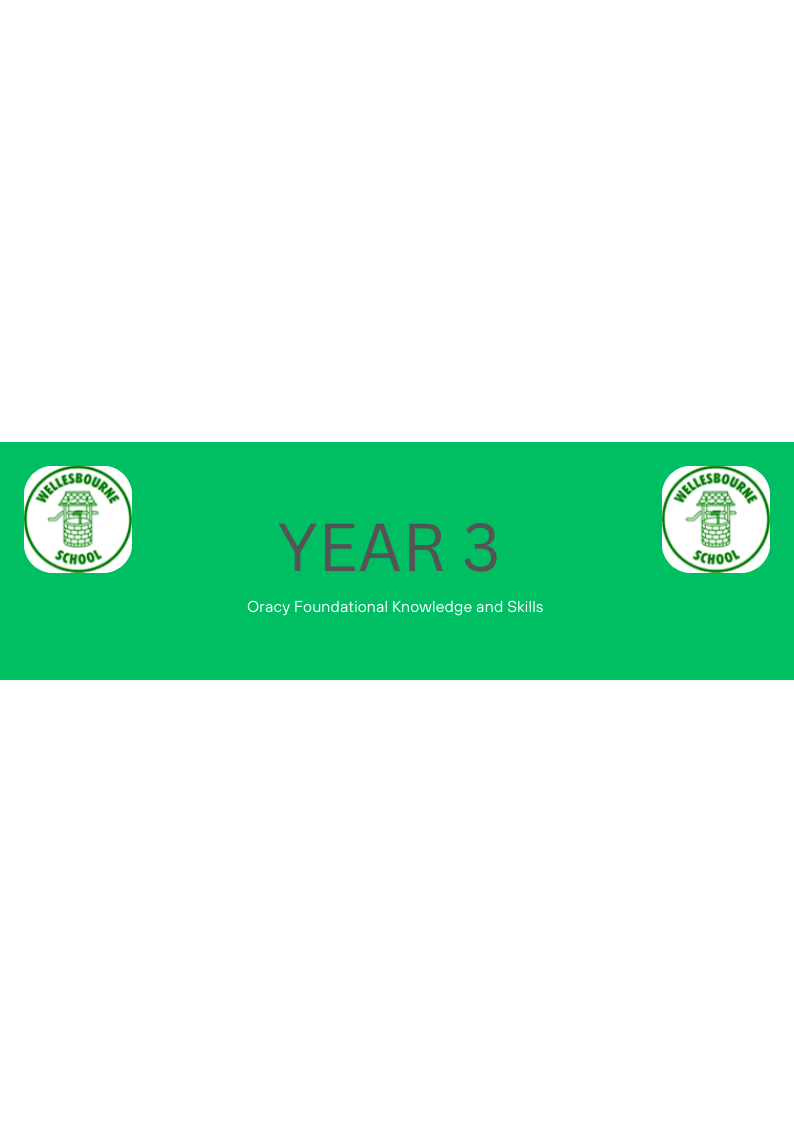 WELLESBOURNE
SCHOOL
WELLESBOURNE
SCHOOL
YEAR 3
Oracy Foundational Knowledge and Skills